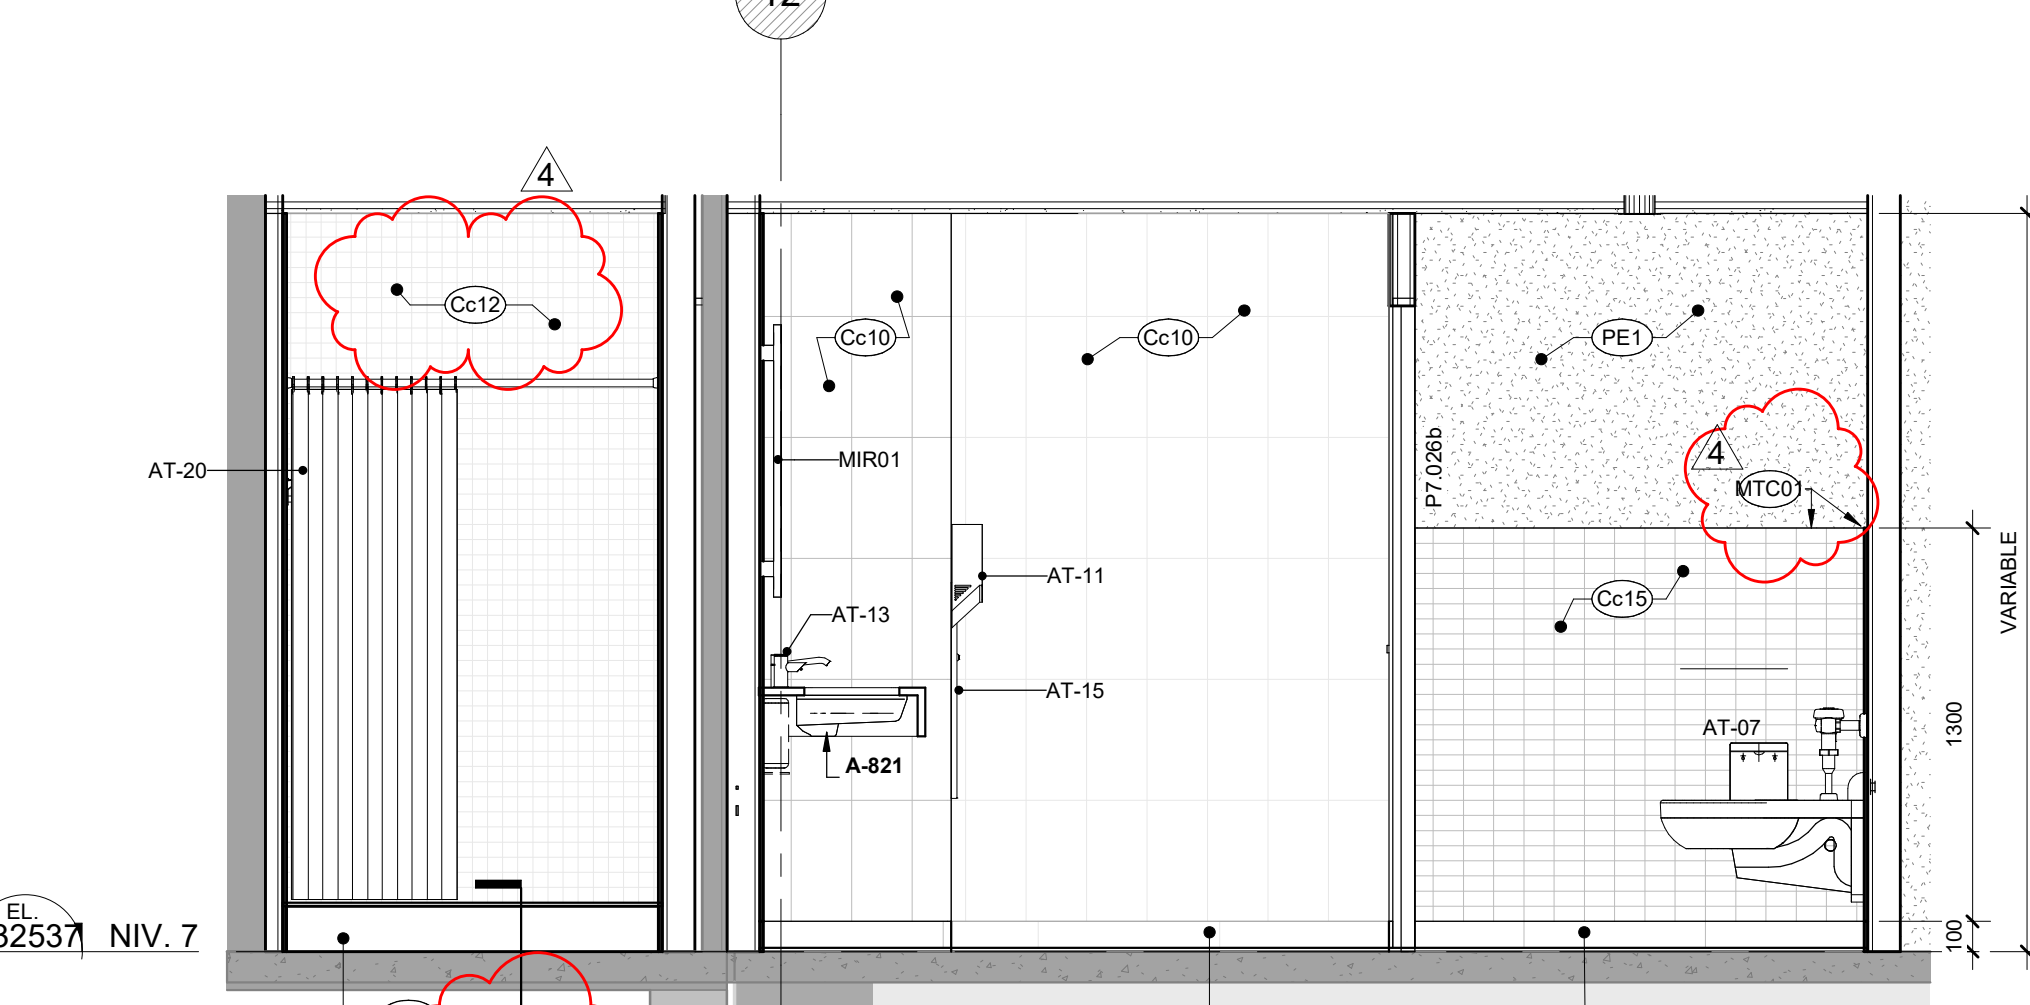 12
4
Cc12
Cc10
Cc10
PE1
P7.026b
4
MTC01
AT-20
MIR01
AT-11
AT-13
Cc15
VARIABLE
AT-15
1300
AT-07
A-821
EL.
32537 NIV. 7
100